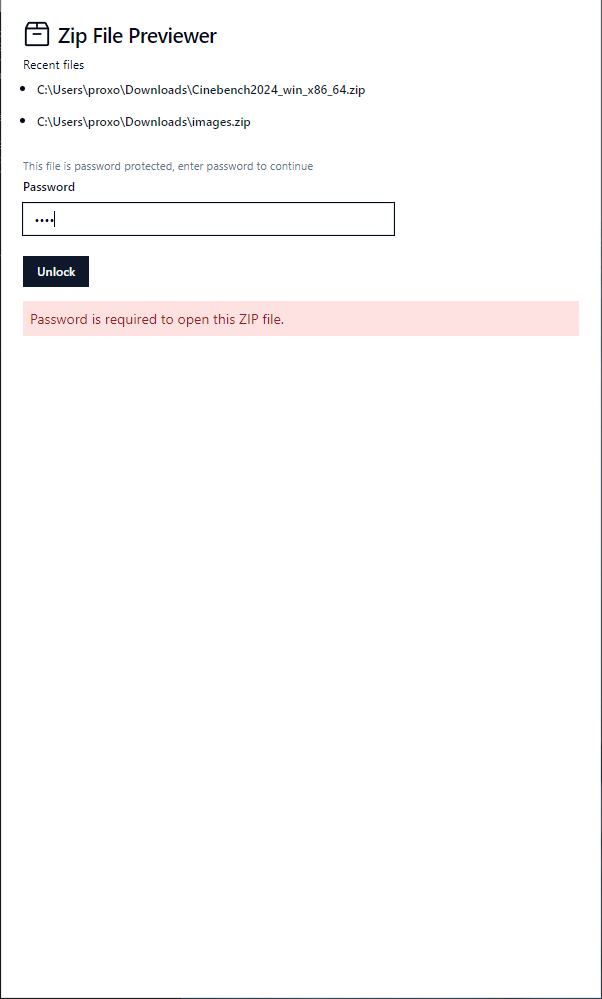 Zip File Previewer
Recent files
C:\Users\proxo\Downloads\Cinebench2024_win_x86_64.zip
C:\Users\proxo\Downloads\images.zip
This file is password protected, enter password to continue
Password
••••
Unlock
Password is required to open this ZIP file.